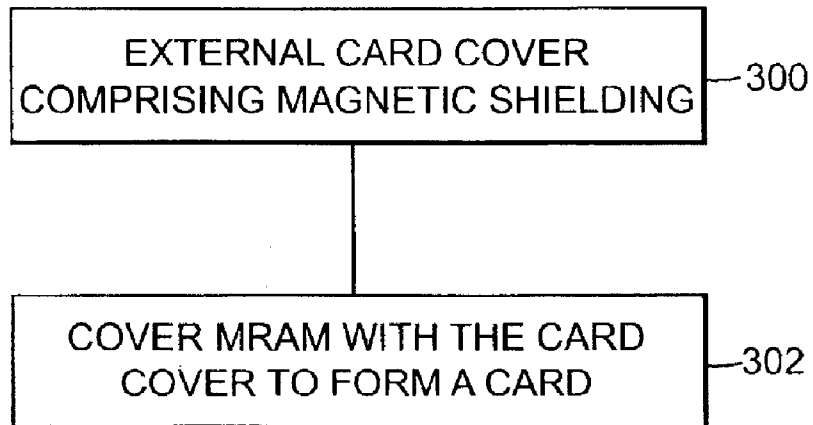 EXTERNAL CARD COVER
COMPRISING MAGNETIC SHIELDING
300
COVER MRAM WITH THE CARD
COVER TO FORM A CARD
302